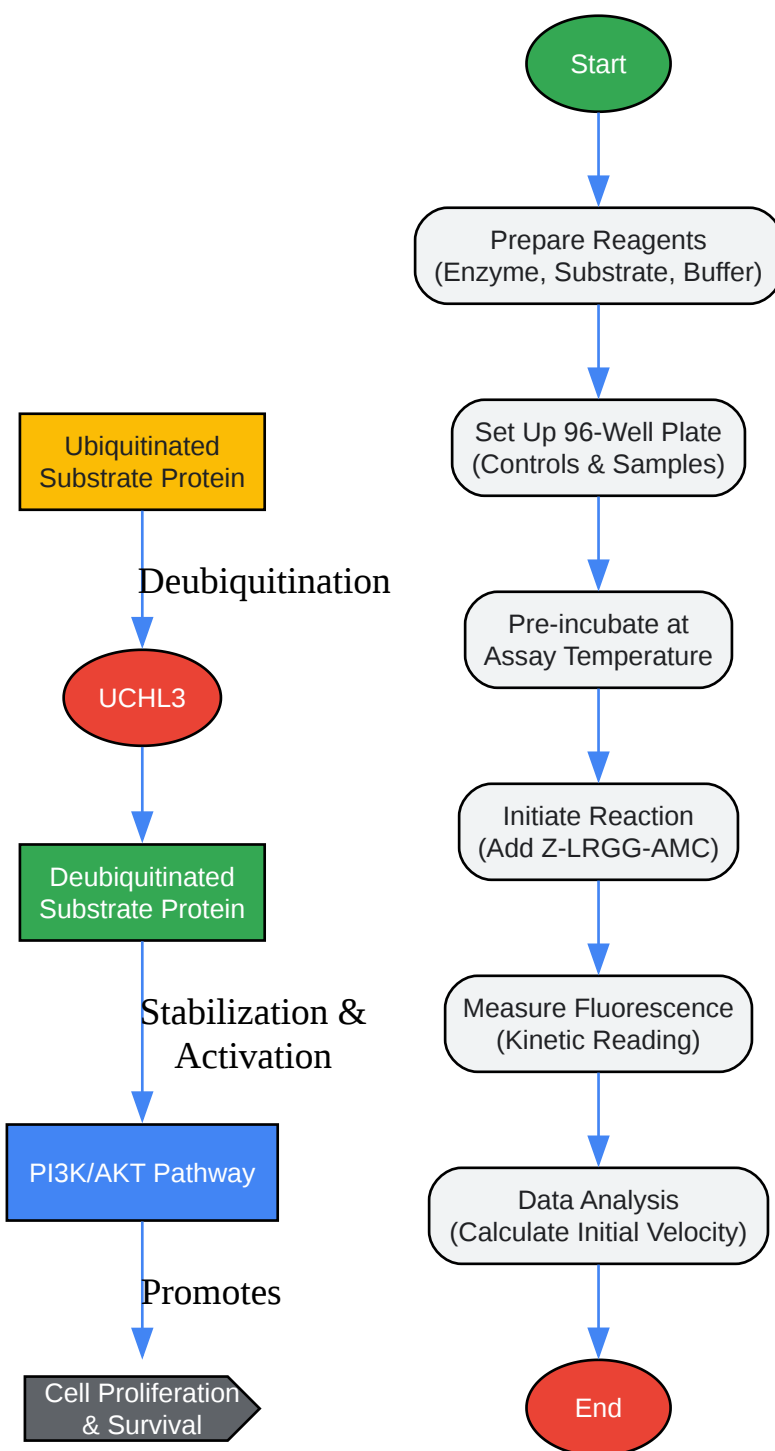 Ubiquitinated
Substrate Protein
Deubiquitination
UCHL3
Deubiquitinated
Substrate Protein
Stabilization &
Activation
PI3K/AKT Pathway
Promotes
Cell Proliferation
& Survival
Start
Prepare Reagents
(Enzyme, Substrate, Buffer)
Set Up 96-Well Plate
(Controls & Samples)
Pre-incubate at
Assay Temperature
Initiate Reaction
(Add Z-LRGG-AMC)
Measure Fluorescence
(Kinetic Reading)
Data Analysis
(Calculate Initial Velocity)
End